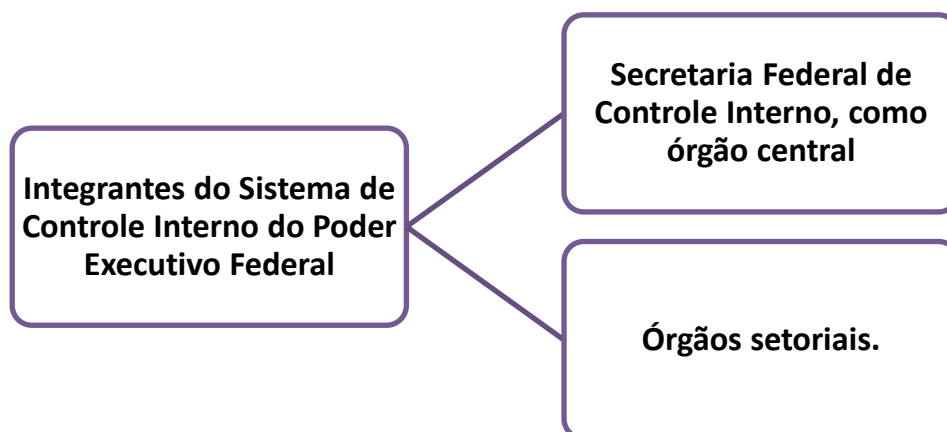 Secretaria Federal de
Controle Interno, como
órgão central
Integrantes do Sistema de
Controle Interno do Poder
Executivo Federal
Órgãos setoriais.